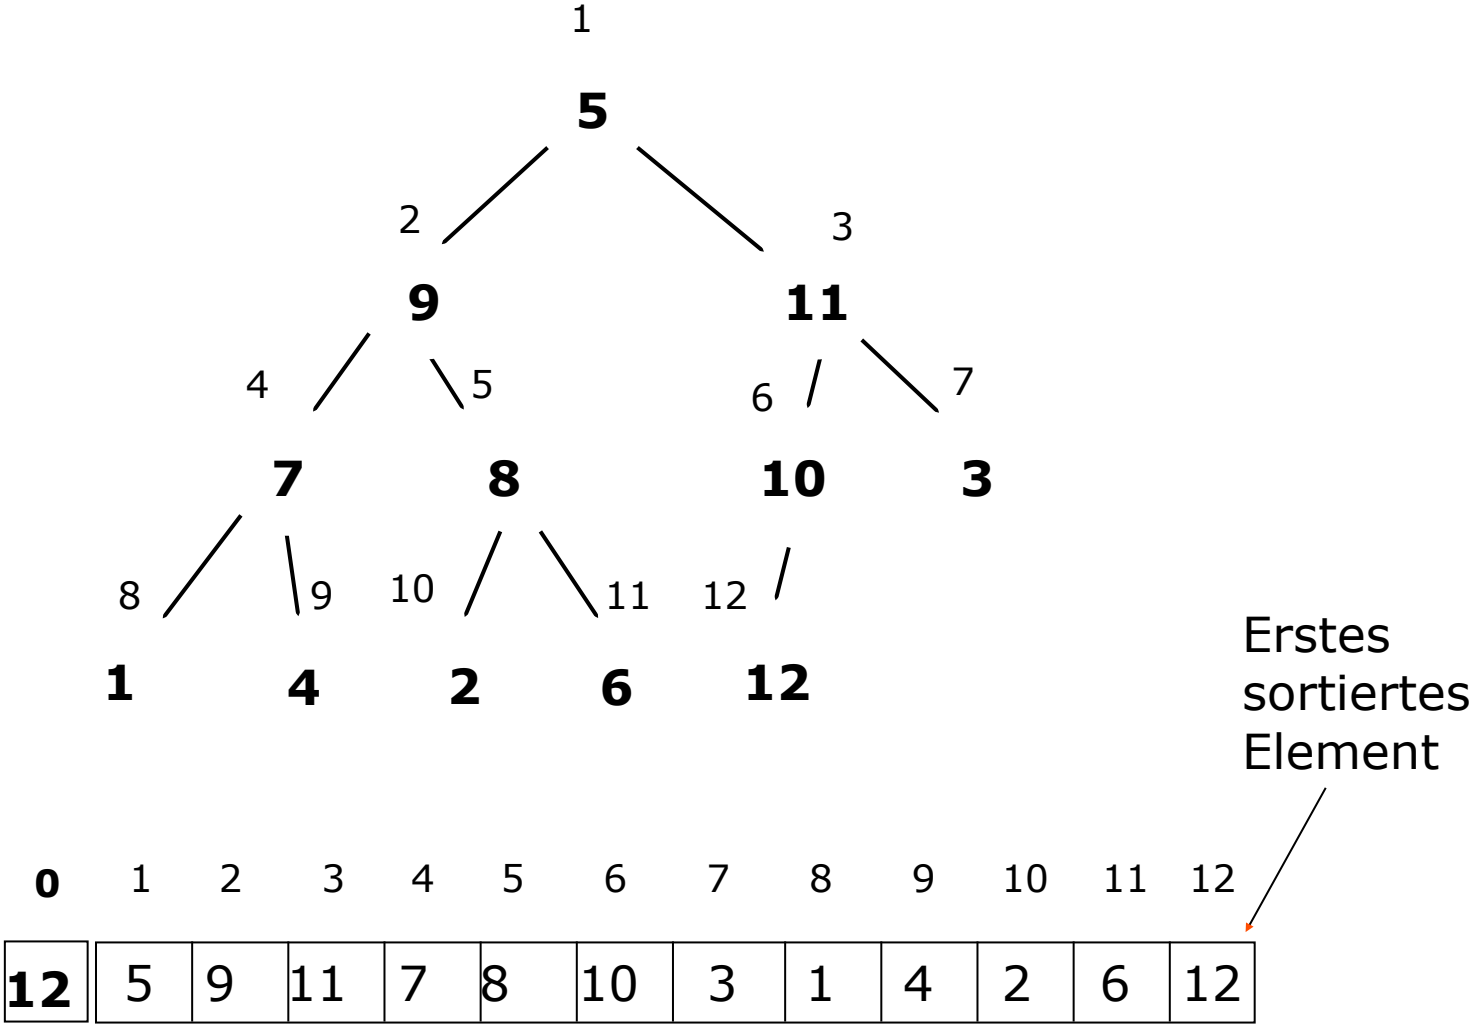 1
5
2 3
9 11
4 5 6 7
7 8 10 3
8 9 10 11 12
1 4 2 6 12
Erstes
sortiertes
Element
0 1 2 3 4 5 6 7 8 9 10 11 12
12 5 9 11 7 8 10 3 1 4 2 6 12